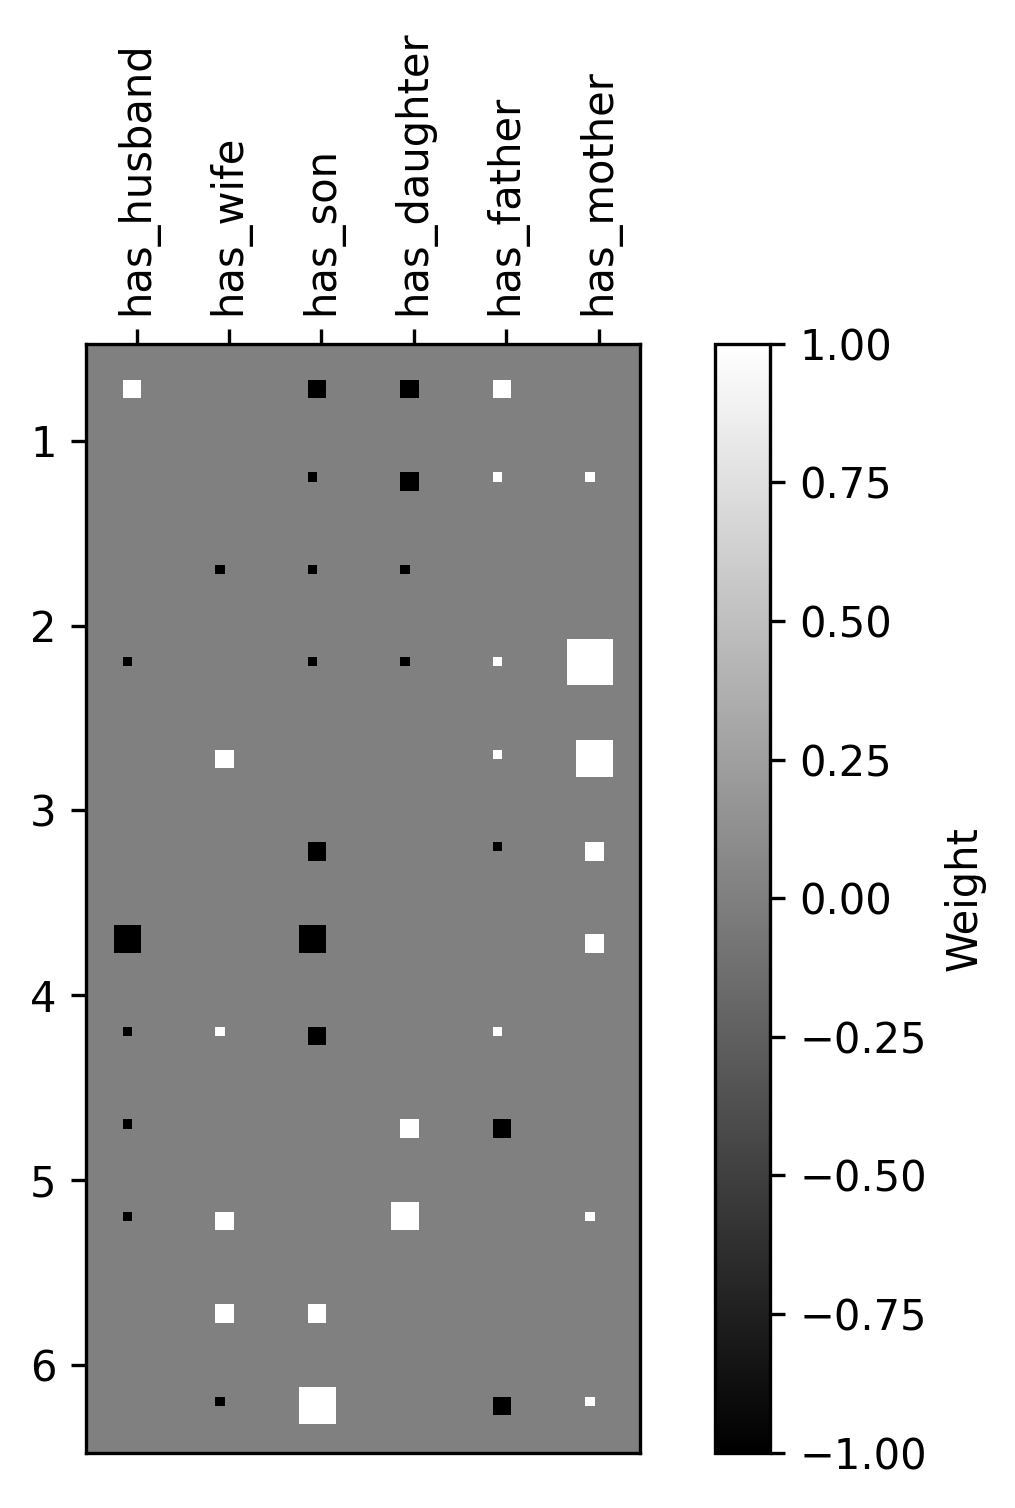 has_husband
has_wife
has_son
has_daughter
has_father
has_mother
1
2
3
4
5
6
1.00
0.75
0.50
0.25
0.00
−0.25
−0.50
−0.75
−1.00
Weight